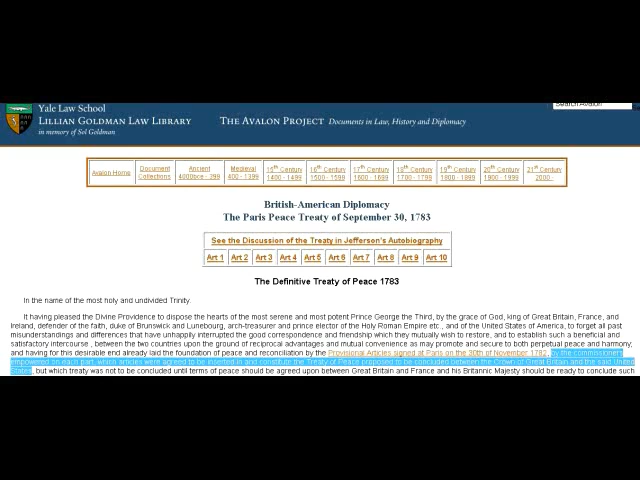 Search Avalon
Yale Law School
LILLIAN GOLDMAN LAW LIBRARY
in memory of Sol Goldman
THE AVALON PROJECT Documents in Law, History and Diplomacy
Avalon Home
Document Collections
Ancient 4000bce - 399
Medieval 400 - 1399
15th Century 1400 - 1499
16th Century 1500 - 1599
17th Century 1600 - 1699
18th Century 1700 - 1799
19th Century 1800 - 1899
20th Century 1900 - 1999
21st Century 2000 -
British-American Diplomacy
The Paris Peace Treaty of September 30, 1783
See the Discussion of the Treaty in Jefferson's Autobiography
Art 1 Art 2 Art 3 Art 4 Art 5 Art 6 Art 7 Art 8 Art 9 Art 10
The Definitive Treaty of Peace 1783
In the name of the most holy and undivided Trinity.
It having pleased the Divine Providence to dispose the hearts of the most serene and most potent Prince George the Third, by the grace of God, king of Great Britain, France, and
Ireland, defender of the faith, duke of Brunswick and Lunebourg, arch-treasurer and prince elector of the Holy Roman Empire etc., and of the United States of America, to forget all past
misunderstandings and differences that have unhappily interrupted the good correspondence and friendship which they mutually wish to restore, and to establish such a beneficial and
satisfactory intercourse , between the two countries upon the ground of reciprocal advantages and mutual convenience as may promote and secure to both perpetual peace and harmony;
and having for this desirable end already laid the foundation of peace and reconciliation by the Provisional Articles signed at Paris on the 30th of November 1782, by the commissioners
empowered on each part, which articles were agreed to be inserted in and constitute the Treaty of Peace proposed to be concluded between the Crown of Great Britain and the said United
States, but which treaty was not to be concluded until terms of peace should be agreed upon between Great Britain and France and his Britannic Majesty should be ready to conclude such